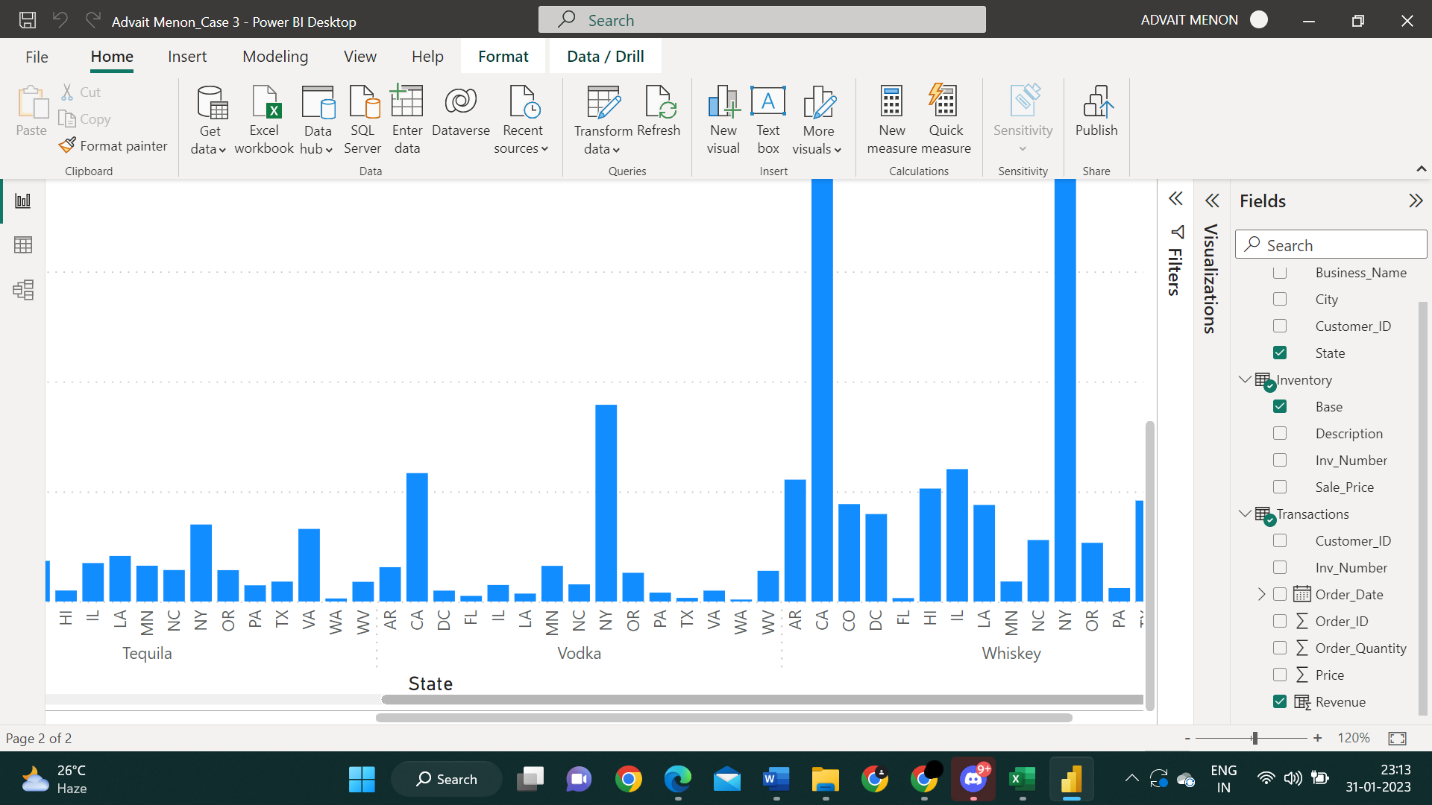 Advait Menon_Case 3 - Power BI Desktop
Search
ADVAIT MENON
File Home Insert Modeling View Help Format Data / Drill
Paste
Cut
Copy
Format painter
Clipboard
Get data
Excel workbook
Data hub
SQL Server
Enter data
Dataverse
Recent sources
Data
Transform data
Refresh
Queries
New visual
Text box
More visuals
Insert
New measure
Quick measure
Calculations
Sensitivity
Sensitivity
Publish
Share
HI IL LA MN NC NY OR PA TX VA WA WV AR CA DC FL IL LA MN NC NY OR PA TX VA WA WV AR CA CO DC FL HI IL LA MN NC NY OR PA
Tequila Vodka Whiskey
State
Filters
Visualizations
Fields
Search
Business_Name
City
Customer_ID
State
Inventory
Base
Description
Inv_Number
Sale_Price
Transactions
Customer_ID
Inv_Number
Order_Date
Order_ID
Order_Quantity
Price
Revenue
Page 2 of 2
- + 120%
26°C
Haze
Search
9+
ENG
IN
23:13
31-01-2023